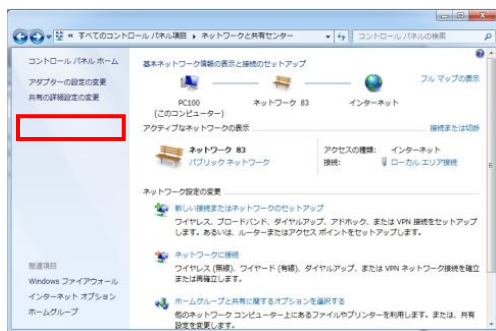 « すべてのコントロール パネル項目 ▸ ネットワークと共有センター
コントロール パネルの検索
コントロール パネル ホーム
アダプターの設定の変更
共有の詳細設定の変更
基本ネットワーク情報の表示と接続のセットアップ
フル マップの表示
PC100
(このコンピューター)
ネットワーク 83
インターネット
アクティブなネットワークの表示
接続または切断
ネットワーク 83
パブリック ネットワーク
アクセスの種類: インターネット
接続: ローカル エリア接続
ネットワーク設定の変更
新しい接続またはネットワークのセットアップ
ワイヤレス、ブロードバンド、ダイヤルアップ、アドホック、または VPN 接続をセットアップ
します。あるいは、ルーターまたはアクセス ポイントをセットアップします。
ネットワークに接続
ワイヤレス (無線)、ワイヤード (有線)、ダイヤルアップ、または VPN ネットワーク接続を確立
または再確立します。
ホームグループと共有に関するオプションを選択する
他のネットワーク コンピューター上にあるファイルやプリンターを利用します。または、共有
設定を変更します。
関連項目
Windows ファイアウォール
インターネット オプション
ホームグループ